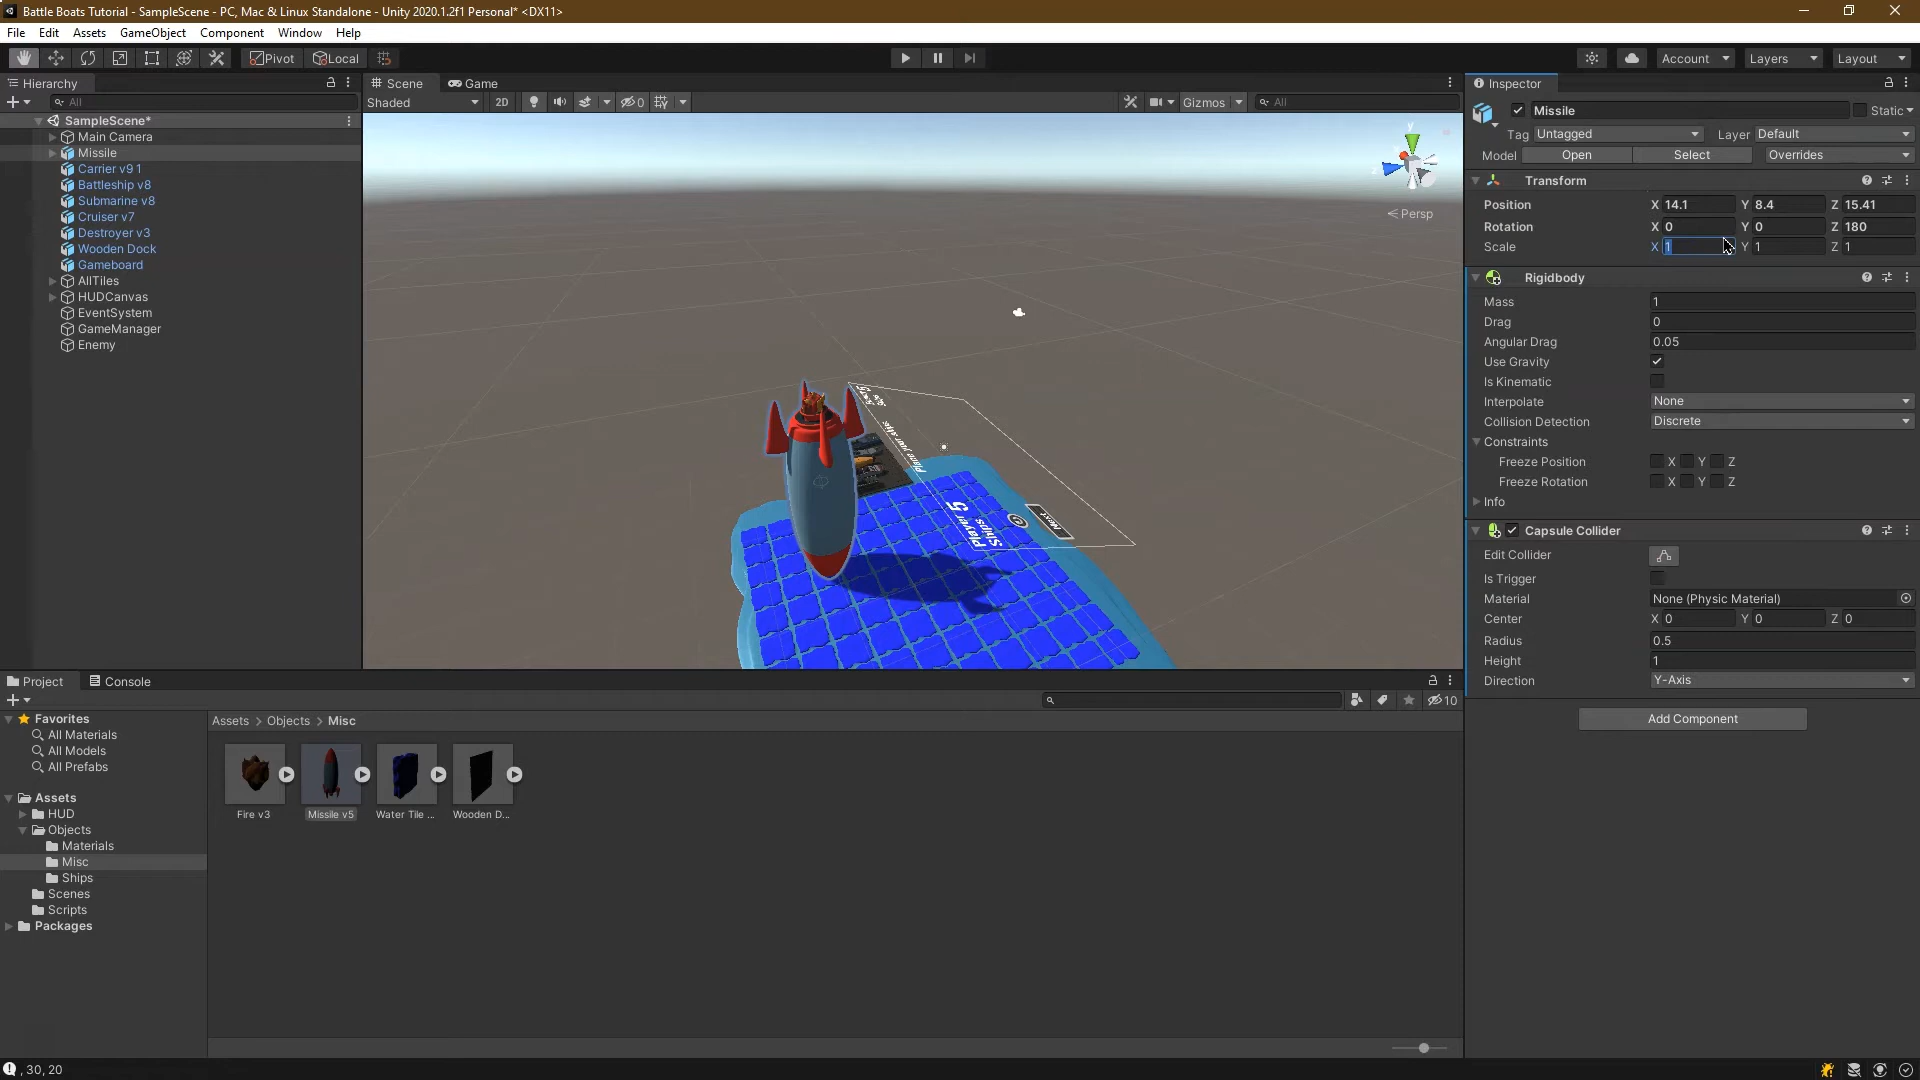 Battle Boats Tutorial - SampleScene - PC, Mac & Linux Standalone - Unity 2020.1.2f1 Personal* <DX11>
File Edit Assets GameObject Component Window Help
Pivot Local Account Layers Layout
Hierarchy
All
SampleScene*
Main Camera
Missile
Carrier v9 1
Battleship v8
Submarine v8
Cruiser v7
Destroyer v3
Wooden Dock
Gameboard
AllTiles
HUDCanvas
EventSystem
GameManager
Enemy
Scene Game
Shaded 2D 0 Gizmos All
y
Persp
Place your ships
Player 5
Ships
Next
Inspector
Missile Static
Tag Untagged Layer Default
Model Open Select Overrides
Transform
Position X 14.1 Y 8.4 Z 15.41
Rotation X 0 Y 0 Z 180
Scale X 1 Y 1 Z 1
Rigidbody
Mass 1
Drag 0
Angular Drag 0.05
Use Gravity
Is Kinematic
Interpolate None
Collision Detection Discrete
Constraints
Freeze Position X Y Z
Freeze Rotation X Y Z
Info
Capsule Collider
Edit Collider
Is Trigger
Material None (Physic Material)
Center X 0 Y 0 Z 0
Radius 0.5
Height 1
Direction Y-Axis
Add Component
Project Console
10
Favorites
All Materials
All Models
All Prefabs
Assets
HUD
Objects
Materials
Misc
Ships
Scenes
Scripts
Packages
Assets > Objects > Misc
Fire v3 Missile v5 Water Tile ... Wooden D...
, 30, 20